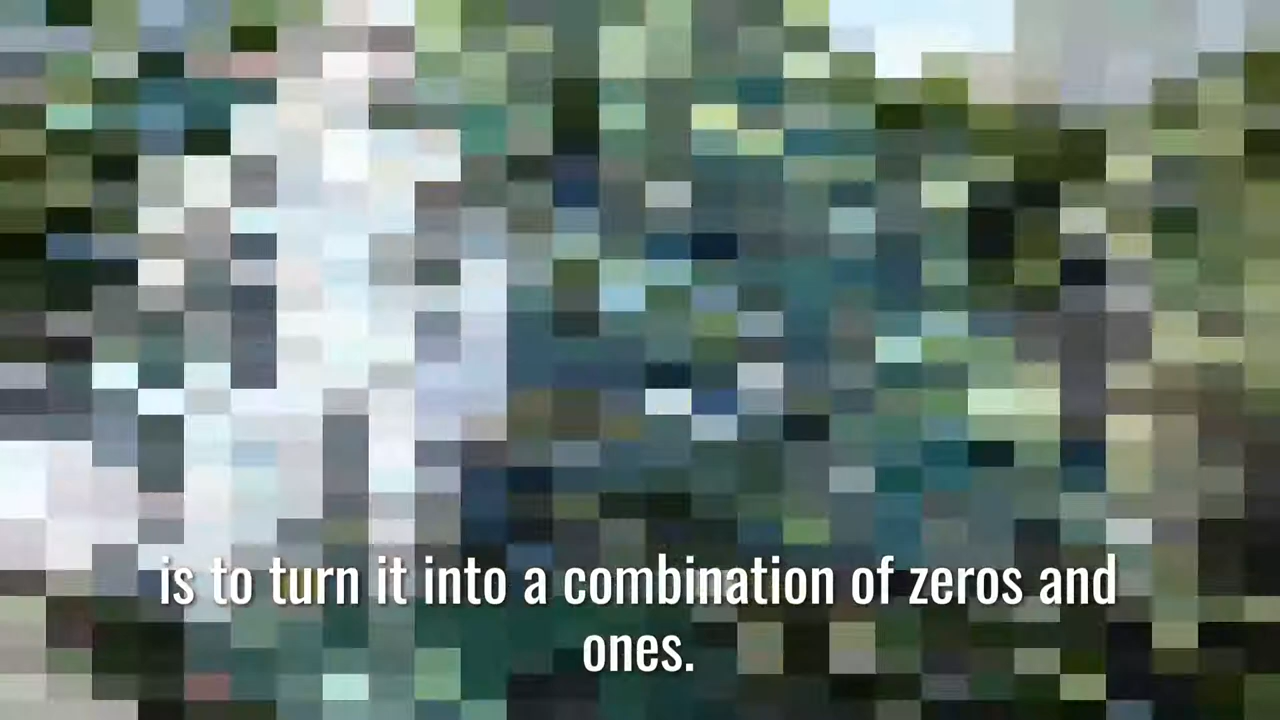 is to turn it into a combination of zeros and
ones.